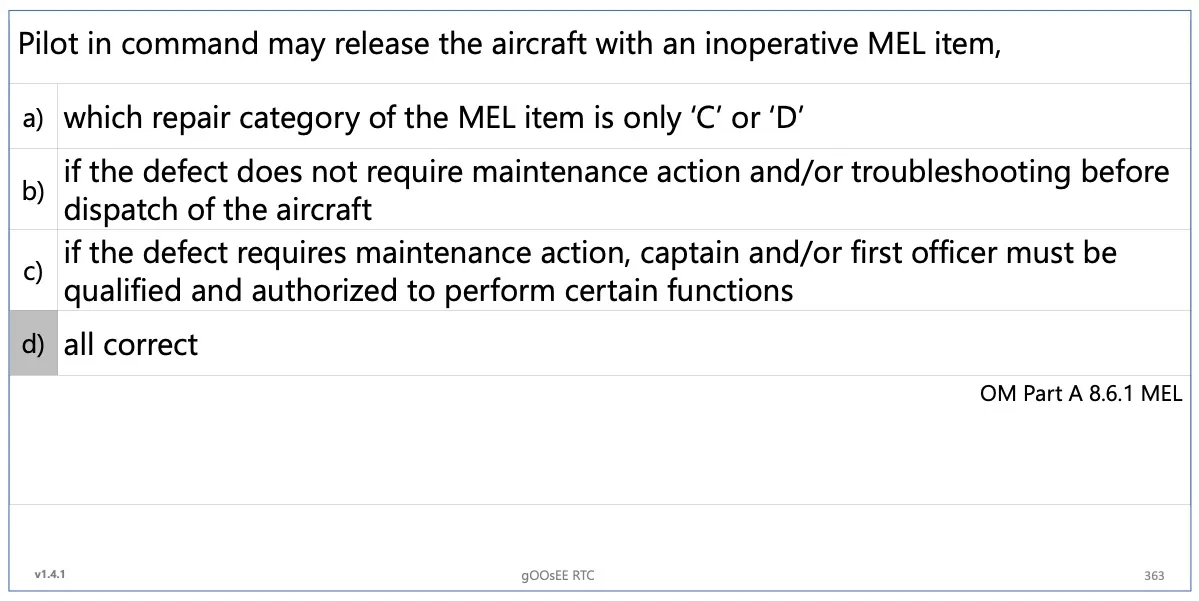 Pilot in command may release the aircraft with an inoperative MEL item,
a) which repair category of the MEL item is only ‘C’ or ‘D’
b) if the defect does not require maintenance action and/or troubleshooting before
dispatch of the aircraft
c) if the defect requires maintenance action, captain and/or first officer must be
qualified and authorized to perform certain functions
d) all correct
OM Part A 8.6.1 MEL
v1.4.1 gOOsEE RTC 363